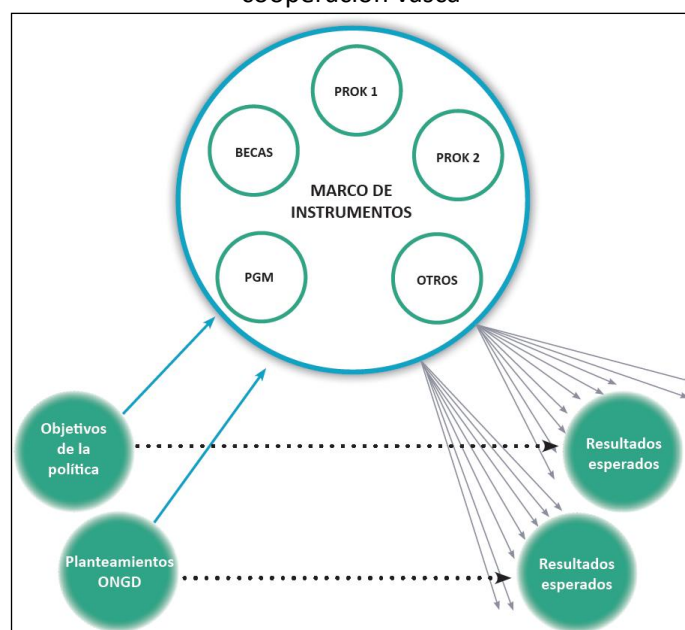 cooperación vasca
PROK 1
BECAS
PROK 2
MARCO DE
INSTRUMENTOS
PGM
OTROS
Objetivos
de la
política
Resultados
esperados
Planteamientos
ONGD
Resultados
esperados